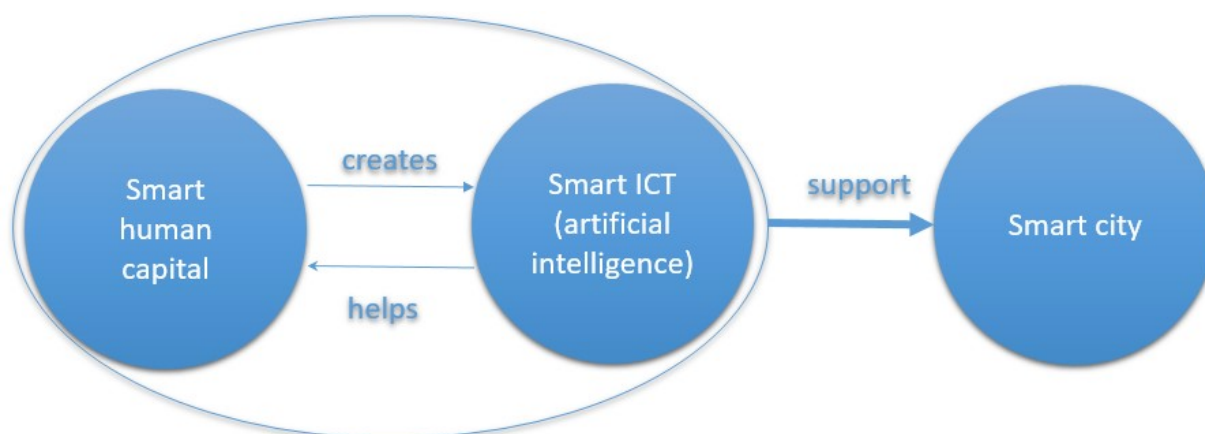 Smart
human
capital
creates
helps
Smart ICT
(artificial
intelligence)
support
Smart city